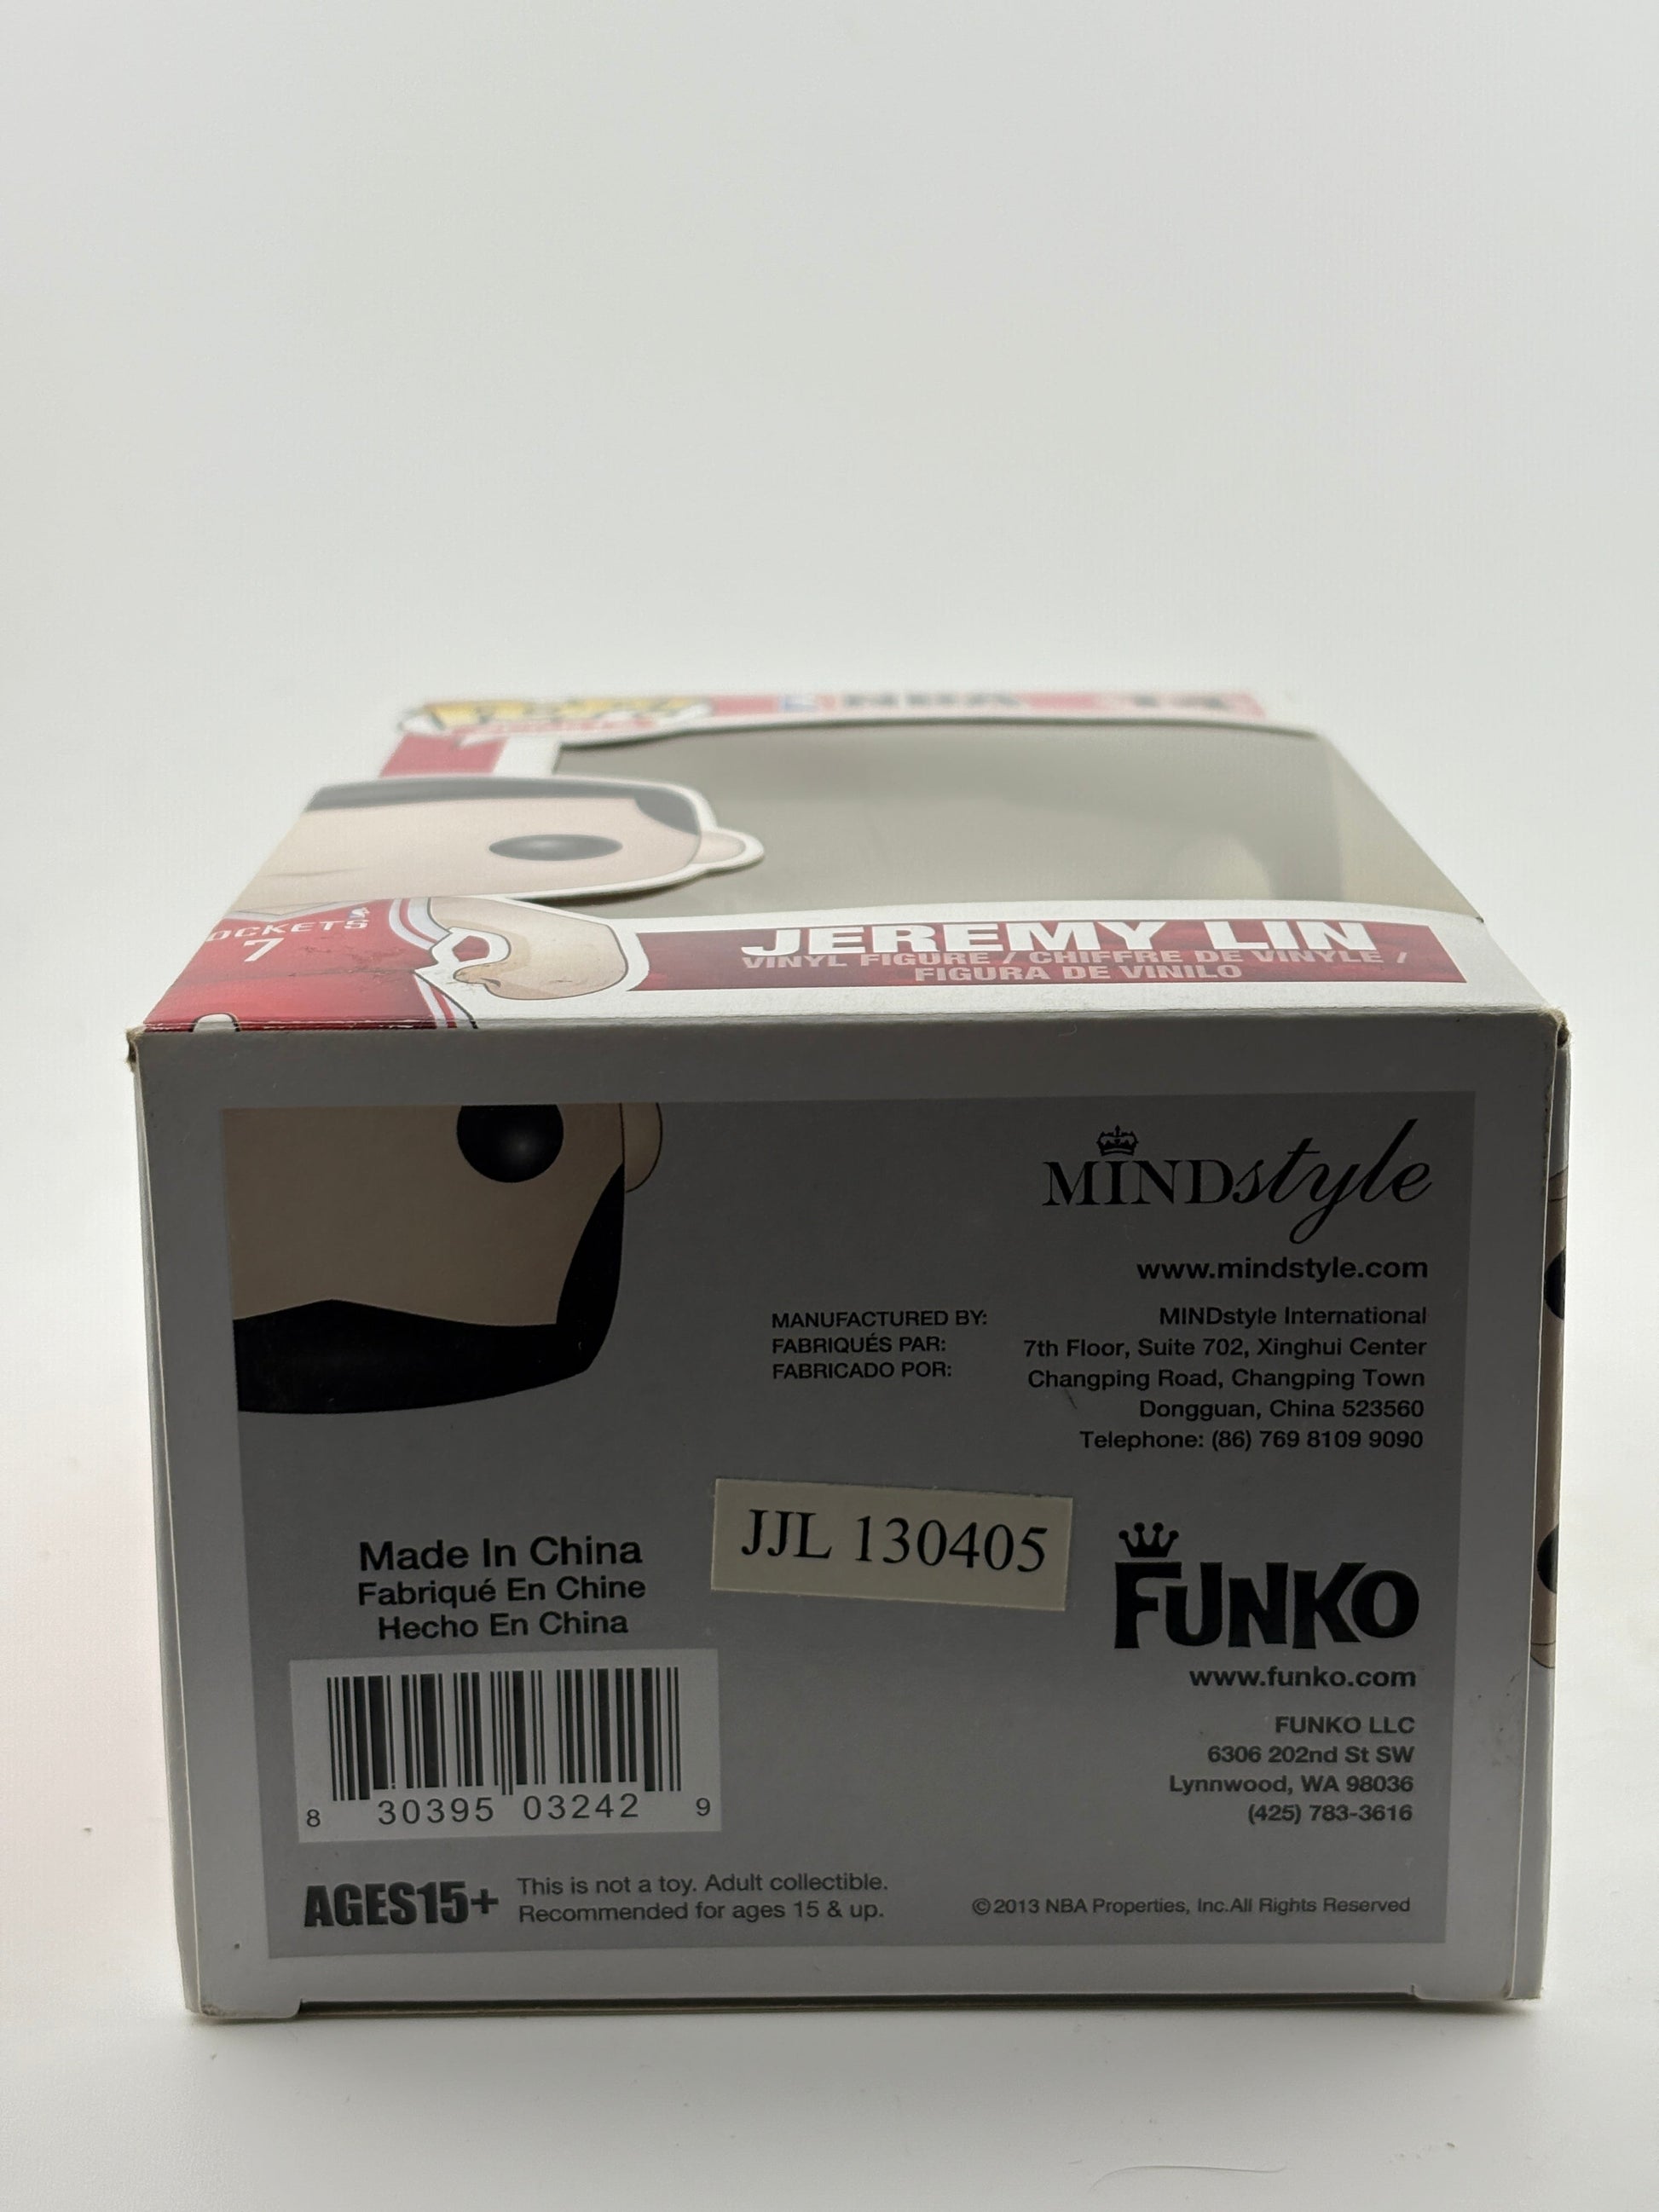 POP!
NBA
14
OCKETS
7
JEREMY LIN
VINYL FIGURE / CHIFFRE DE VINYLE /
FIGURA DE VINILO
MINDstyle
www.mindstyle.com
MANUFACTURED BY:
FABRIQUÉS PAR:
FABRICADO POR:
MINDstyle International
7th Floor, Suite 702, Xinghui Center
Changping Road, Changping Town
Dongguan, China 523560
Telephone: (86) 769 8109 9090
JJL 130405
Made In China
Fabriqué En Chine
Hecho En China
FUNKO
www.funko.com
FUNKO LLC
6306 202nd St SW
Lynnwood, WA 98036
(425) 783-3616
8 30395 03242 9
AGES15+
This is not a toy. Adult collectible.
Recommended for ages 15 & up.
©2013 NBA Properties, Inc.All Rights Reserved